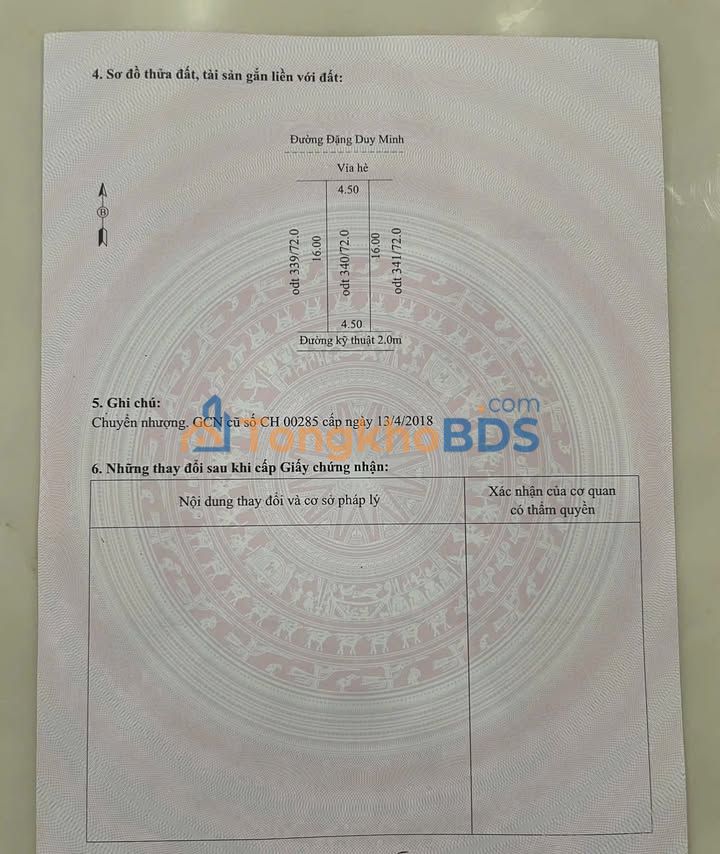 4. Sơ đồ thửa đất, tài sản gắn liền với đất:
Đường Đặng Duy Minh
Vỉa hè
4.50
B
odt 339/72.0
16.00
odt 340/72.0
16.00
odt 341/72.0
4.50
Đường kỹ thuật 2.0m
5. Ghi chú:
Chuyển nhượng. GCN cũ số CH 00285 cấp ngày 13/4/2018
TongkhoBDS.com
6. Những thay đổi sau khi cấp Giấy chứng nhận:
Nội dung thay đổi và cơ sở pháp lý
Xác nhận của cơ quan
có thẩm quyền